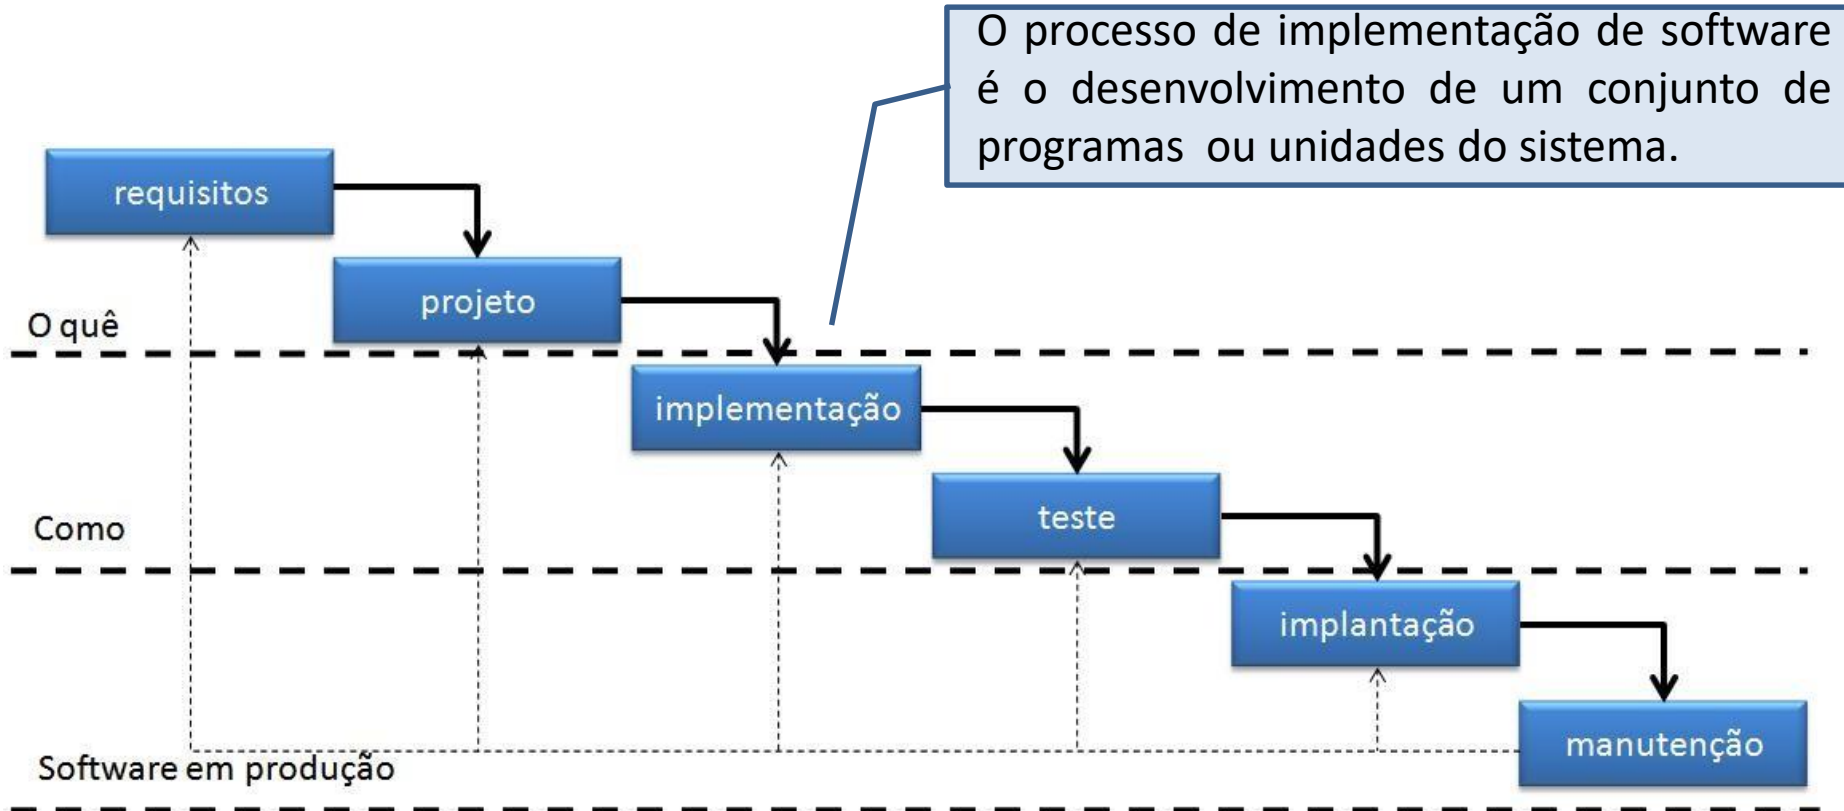 O processo de implementação de software
é o desenvolvimento de um conjunto de
programas ou unidades do sistema.
requisitos
projeto
O quê
implementação
Como
teste
implantação
manutenção
Software em produção